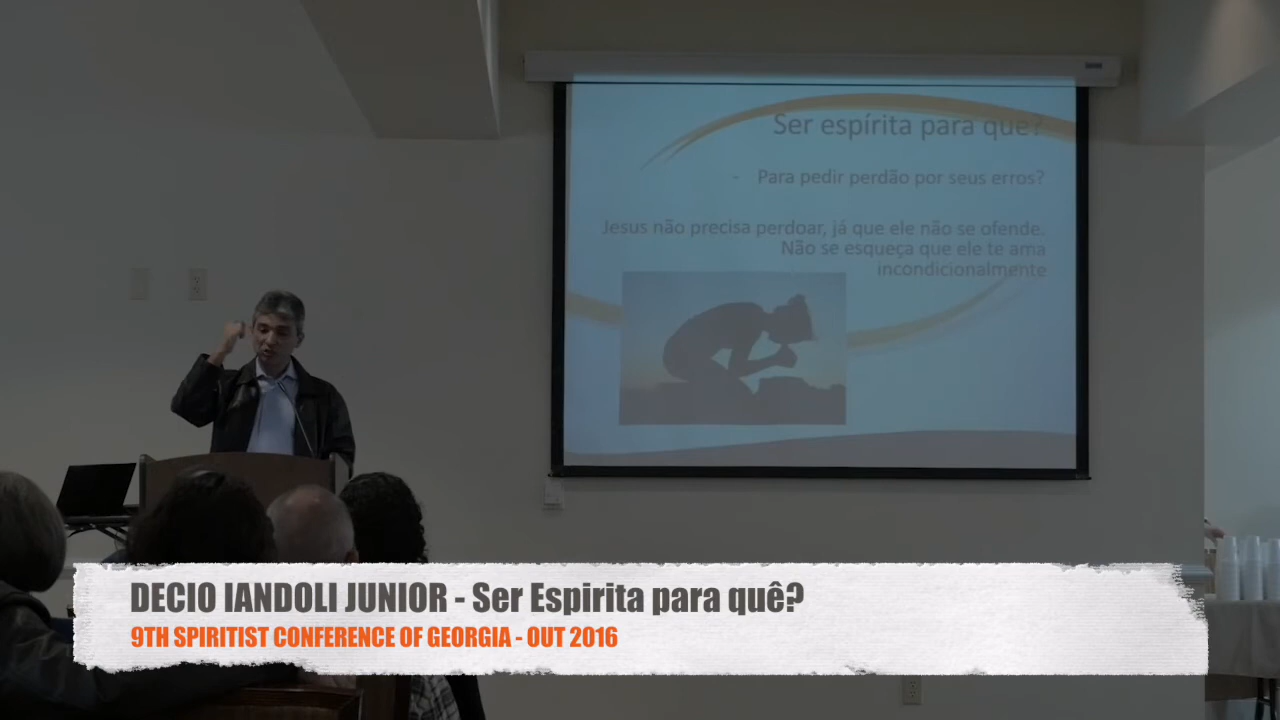 Ser espírita para que?
- Para pedir perdão por seus erros?
Jesus não precisa perdoar, já que ele não se ofende.
Não se esqueça que ele te ama
incondicionalmente
DECIO IANDOLI JUNIOR - Ser Espirita para quê?
9TH SPIRITIST CONFERENCE OF GEORGIA - OUT 2016